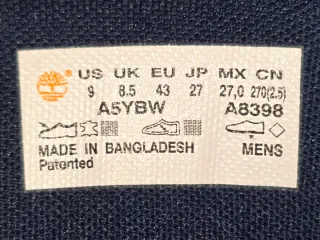 US UK EU JP MX CN
9 8.5 43 27 27,0 270(2.5)
A5YBW A8398
MADE IN BANGLADESH MENS
Patented